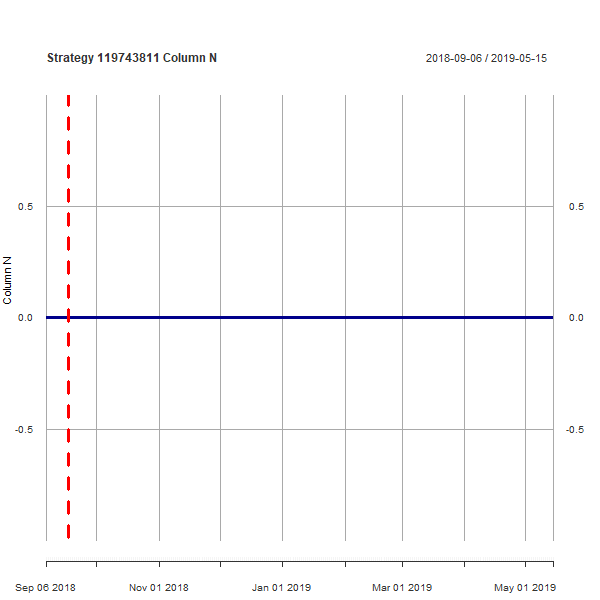 Strategy 119743811 Column N
2018-09-06 / 2019-05-15
0.5
0.5
Column N
0.0
0.0
-0.5
-0.5
Sep 06 2018
Nov 01 2018
Jan 01 2019
Mar 01 2019
May 01 2019